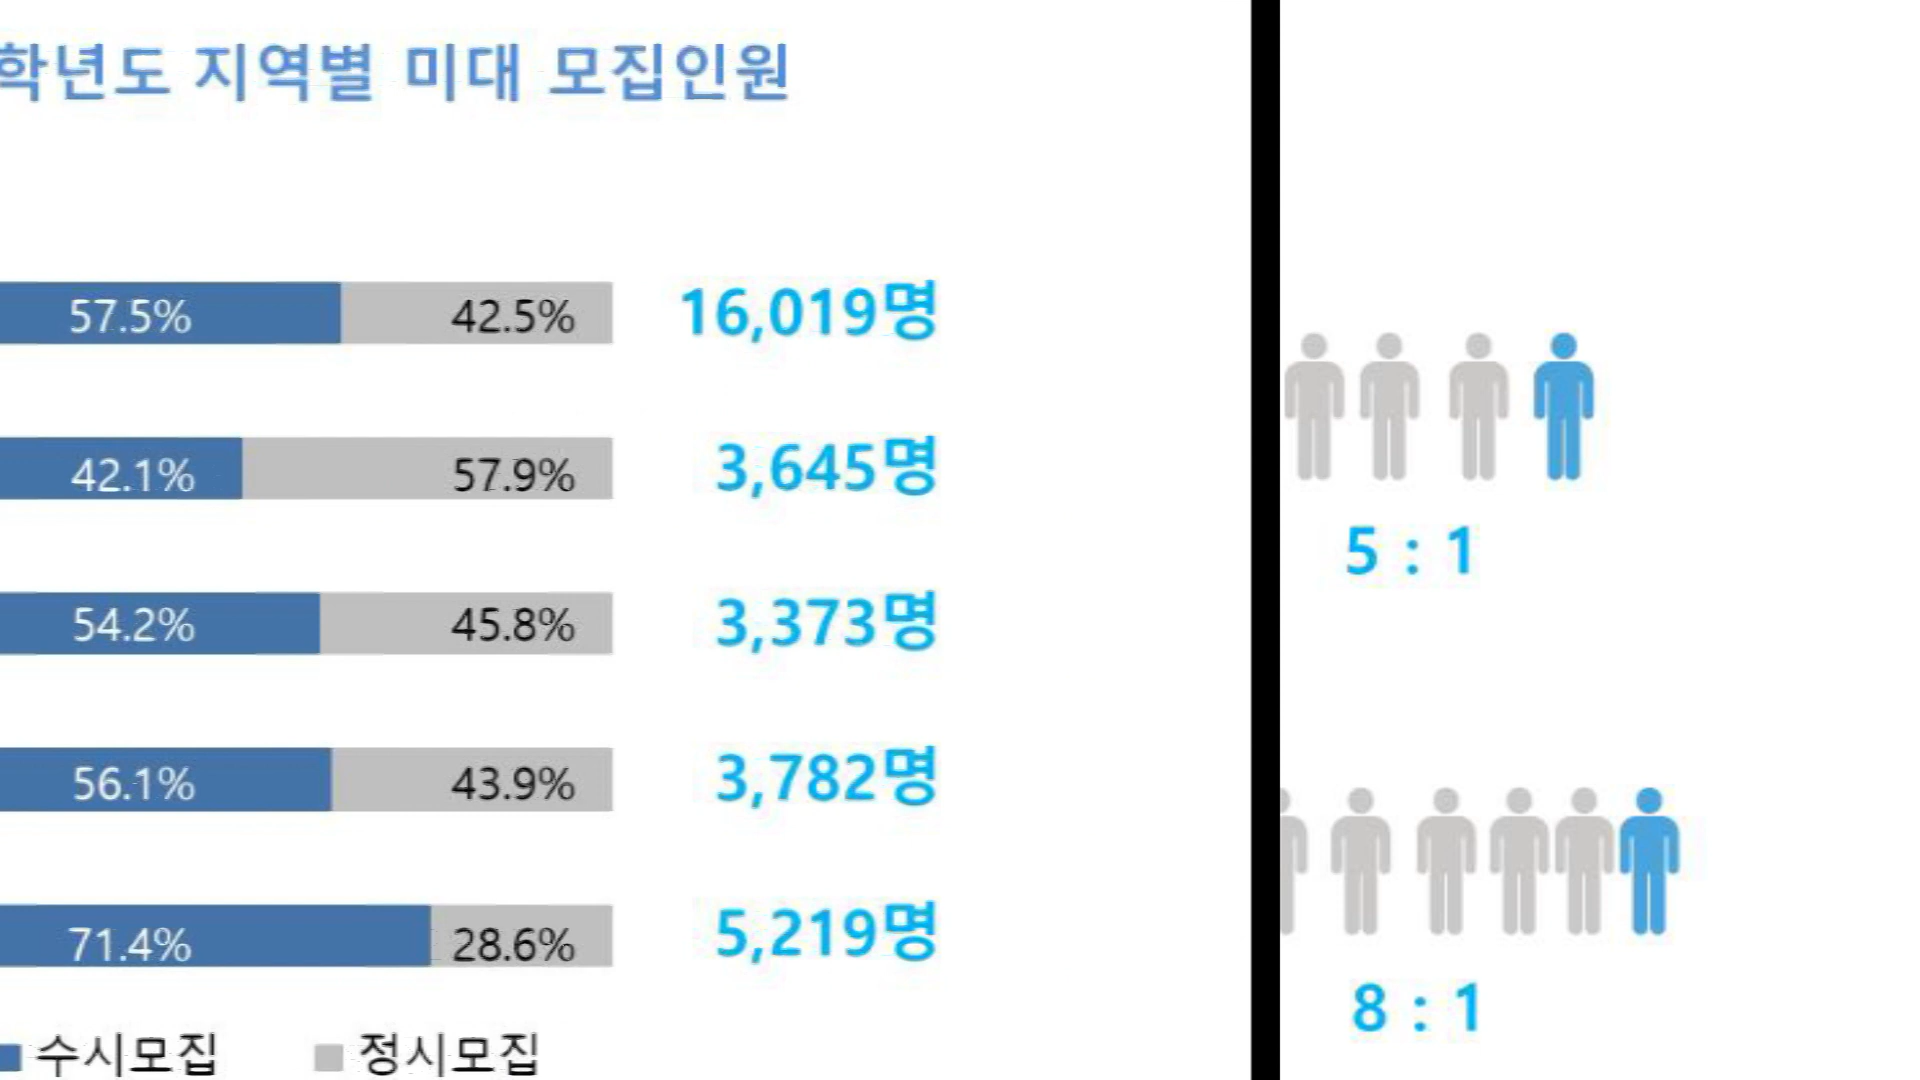 학년도 지역별 미대 모집인원
57.5% 42.5% 16,019명
42.1% 57.9% 3,645명
54.2% 45.8% 3,373명
56.1% 43.9% 3,782명
71.4% 28.6% 5,219명
수시모집 정시모집
5 : 1
8 : 1